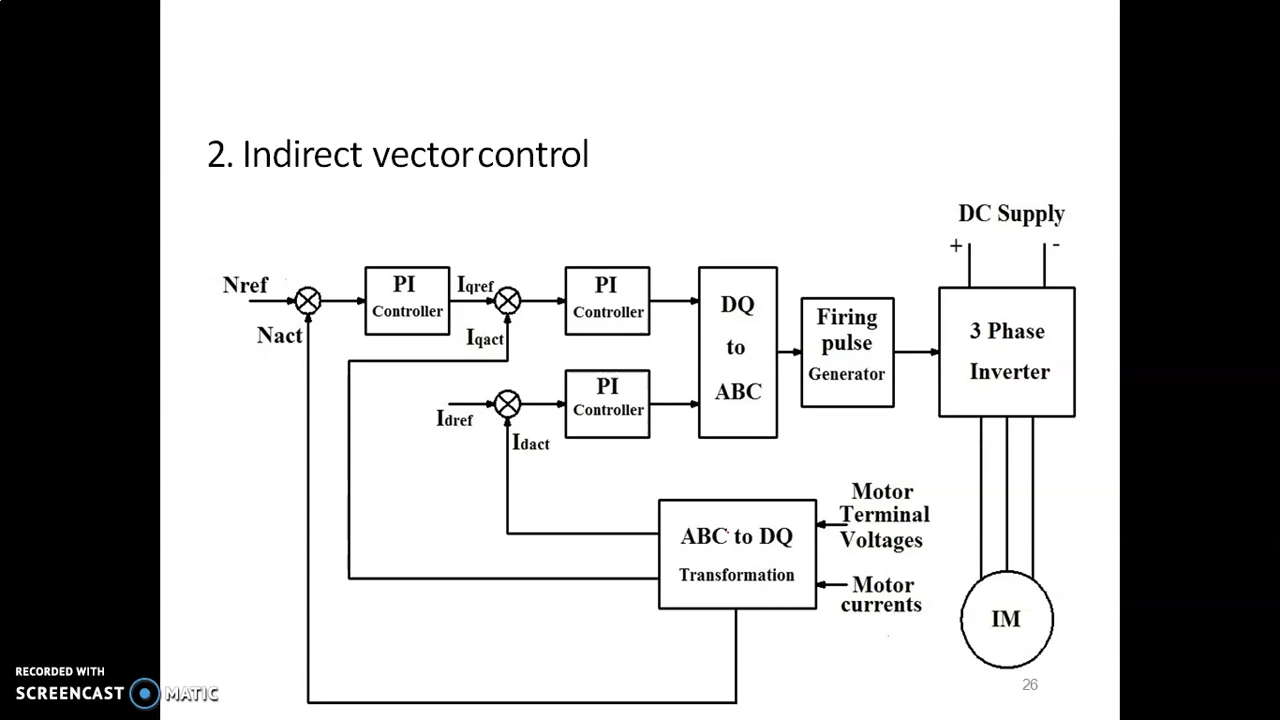 2. Indirect vector control
DC Supply
+ -
Nref
PI
Controller
Iqref
PI
Controller
DQ
to
ABC
Firing
pulse
Generator
3 Phase
Inverter
Nact
Iqact
PI
Controller
Idref
Idact
Motor
Terminal
Voltages
ABC to DQ
Transformation
Motor
currents
IM
RECORDED WITH
SCREENCAST MATIC
26